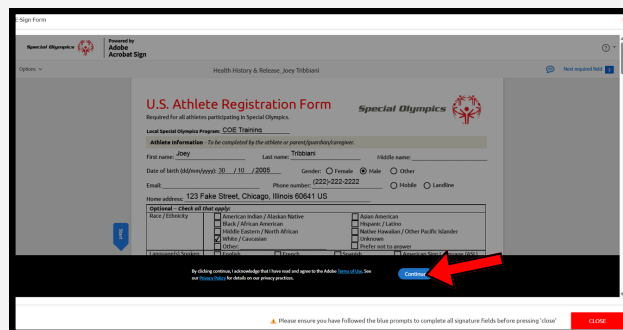 E-Sign Form
Special Olympics
Powered by
Adobe
Acrobat Sign
Options
Health History & Release_Joey Tribbiani
Next required field 1
U.S. Athlete Registration Form
Special Olympics
Required for all athletes participating in Special Olympics.
Local Special Olympics Program: COE Training
Athlete Information - To be completed by the athlete or parent/guardian/caregiver.
First name: Joey Last name: Tribbiani Middle name:
Date of birth (dd/mm/yyyy): 30 / 10 / 2005 Gender: Female Male Other
Email: Phone number: (222)-222-2222 Mobile Landline
Home address: 123 Fake Street, Chicago, Illinois 60641 US
Optional – Check all that apply:
Race / Ethnicity American Indian / Alaskan Native Asian American
Black / African American Hispanic / Latino
Middle Eastern / North African Native Hawaiian / Other Pacific Islander
White / Caucasian Unknown
Other: Prefer not to answer
Language(s) Spoken English French Spanish American Sign Language (ASL)
Start
By clicking continue, I acknowledge that I have read and agree to the Adobe Terms of Use. See
our Privacy Policy for details on our privacy practices.
Continue
Please ensure you have followed the blue prompts to complete all signature fields before pressing 'close'
CLOSE